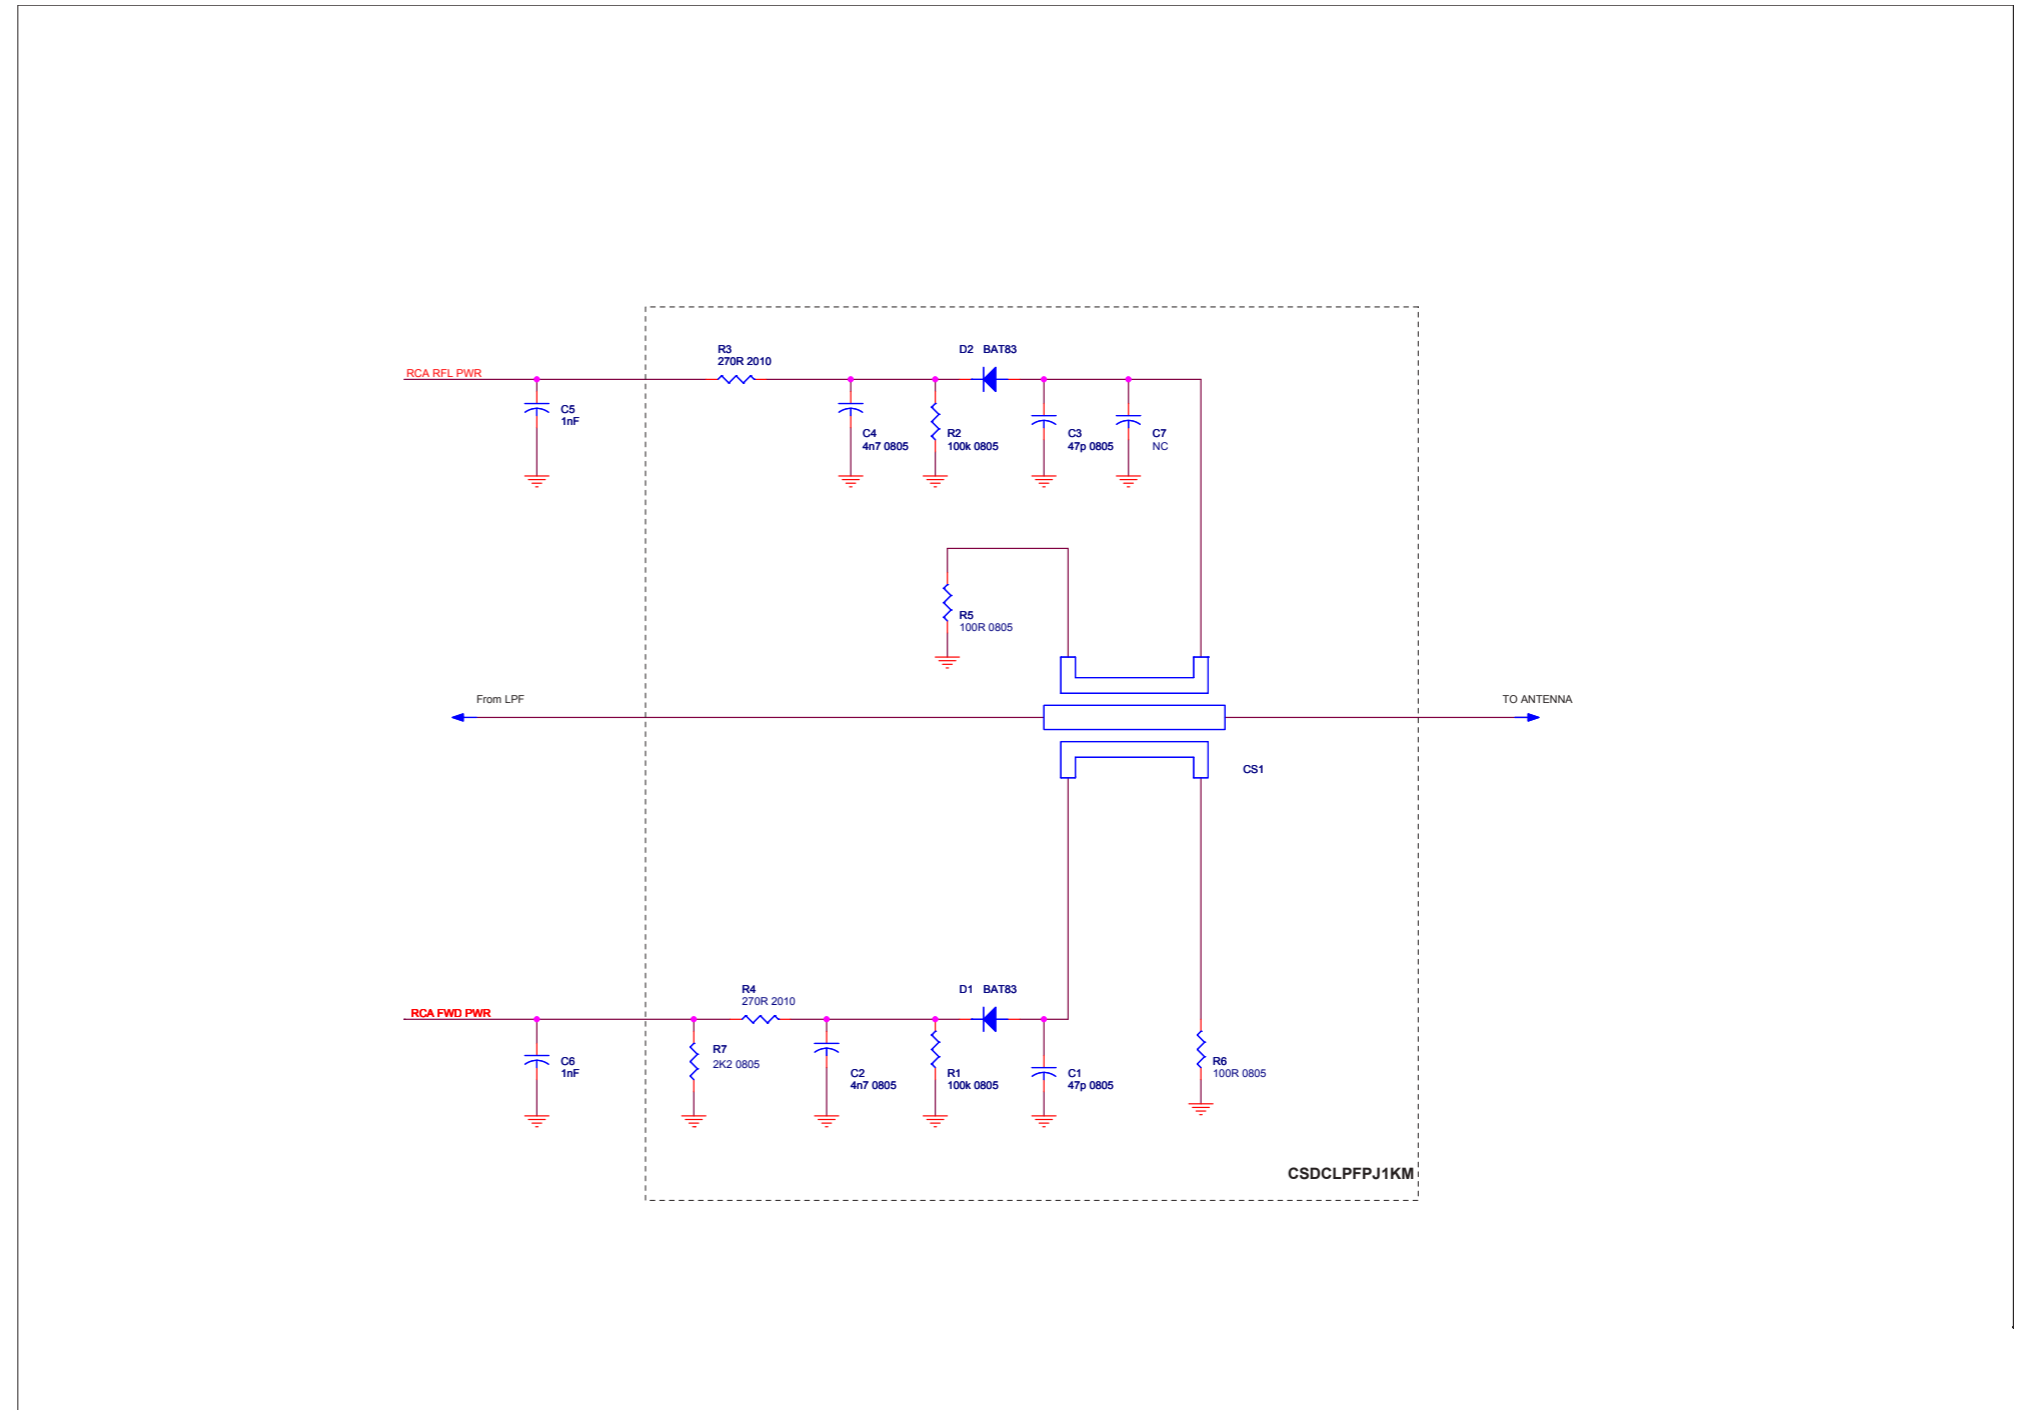 R3
270R 2010
D2 BAT83
RCA RFL PWR
C5
1nF
C4
4n7 0805
R2
100k 0805
C3
47p 0805
C7
NC
R5
100R 0805
From LPF
TO ANTENNA
CS1
R4
270R 2010
D1 BAT83
RCA FWD PWR
C6
1nF
R7
2K2 0805
C2
4n7 0805
R1
100k 0805
C1
47p 0805
R6
100R 0805
CSDCLPFPJ1KM